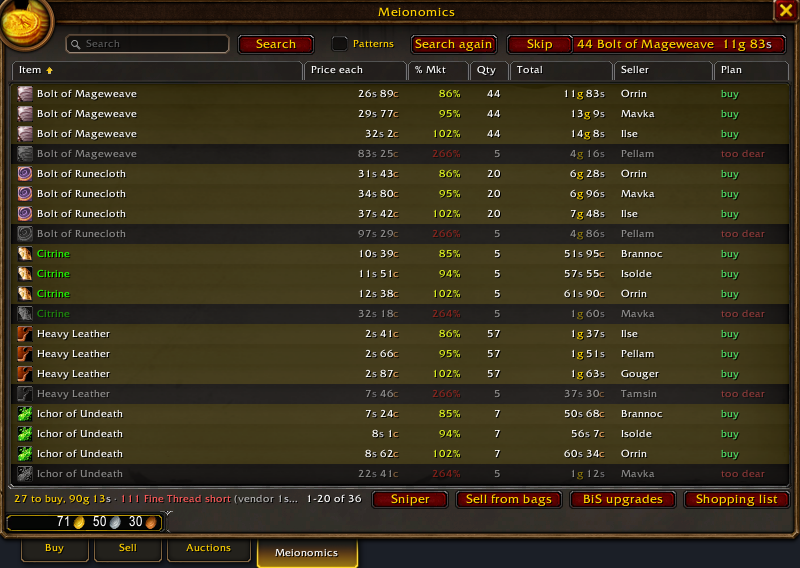 Meionomics
Search Search Patterns Search again Skip 44 Bolt of Mageweave 11g 83s
Item Price each % Mkt Qty Total Seller Plan
Bolt of Mageweave 26s 89c 86% 44 11g 83s Orrin buy
Bolt of Mageweave 29s 77c 95% 44 13g 9s Mavka buy
Bolt of Mageweave 32s 2c 102% 44 14g 8s Ilse buy
Bolt of Mageweave 83s 25c 266% 5 4g 16s Pellam too dear
Bolt of Runecloth 31s 43c 86% 20 6g 28s Orrin buy
Bolt of Runecloth 34s 80c 95% 20 6g 96s Mavka buy
Bolt of Runecloth 37s 42c 102% 20 7g 48s Ilse buy
Bolt of Runecloth 97s 29c 266% 5 4g 86s Pellam too dear
Citrine 10s 39c 85% 5 51s 95c Brannoc buy
Citrine 11s 51c 94% 5 57s 55c Isolde buy
Citrine 12s 38c 102% 5 61s 90c Orrin buy
Citrine 32s 18c 264% 5 1g 60s Mavka too dear
Heavy Leather 2s 41c 86% 57 1g 37s Ilse buy
Heavy Leather 2s 66c 95% 57 1g 51s Pellam buy
Heavy Leather 2s 87c 102% 57 1g 63s Gouger buy
Heavy Leather 7s 46c 266% 5 37s 30c Tamsin too dear
Ichor of Undeath 7s 24c 85% 7 50s 68c Brannoc buy
Ichor of Undeath 8s 1c 94% 7 56s 7c Isolde buy
Ichor of Undeath 8s 62c 102% 7 60s 34c Orrin buy
Ichor of Undeath 22s 41c 264% 5 1g 12s Mavka too dear
27 to buy, 90g 13s · 111 Fine Thread short (vendor 1s... 1-20 of 36 Sniper Sell from bags BiS upgrades Shopping list
71 50 30
Buy Sell Auctions Meionomics